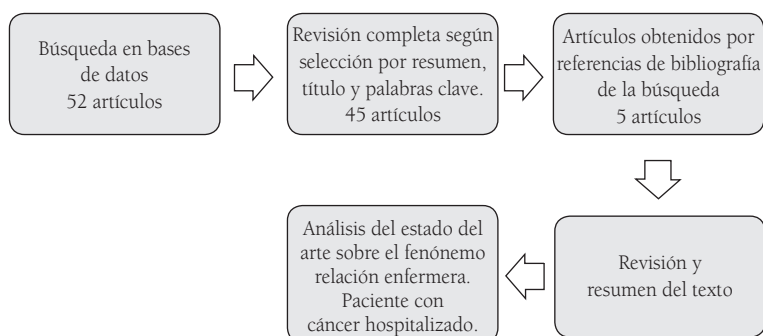 Búsqueda en bases
de datos
52 artículos
Revisión completa según
selección por resumen,
título y palabras clave.
45 artículos
Artículos obtenidos por
referencias de bibliografía
de la búsqueda
5 artículos
Revisión y
resumen del texto
Análisis del estado del
arte sobre el fenónemo
relación enfermera.
Paciente con
cáncer hospitalizado.